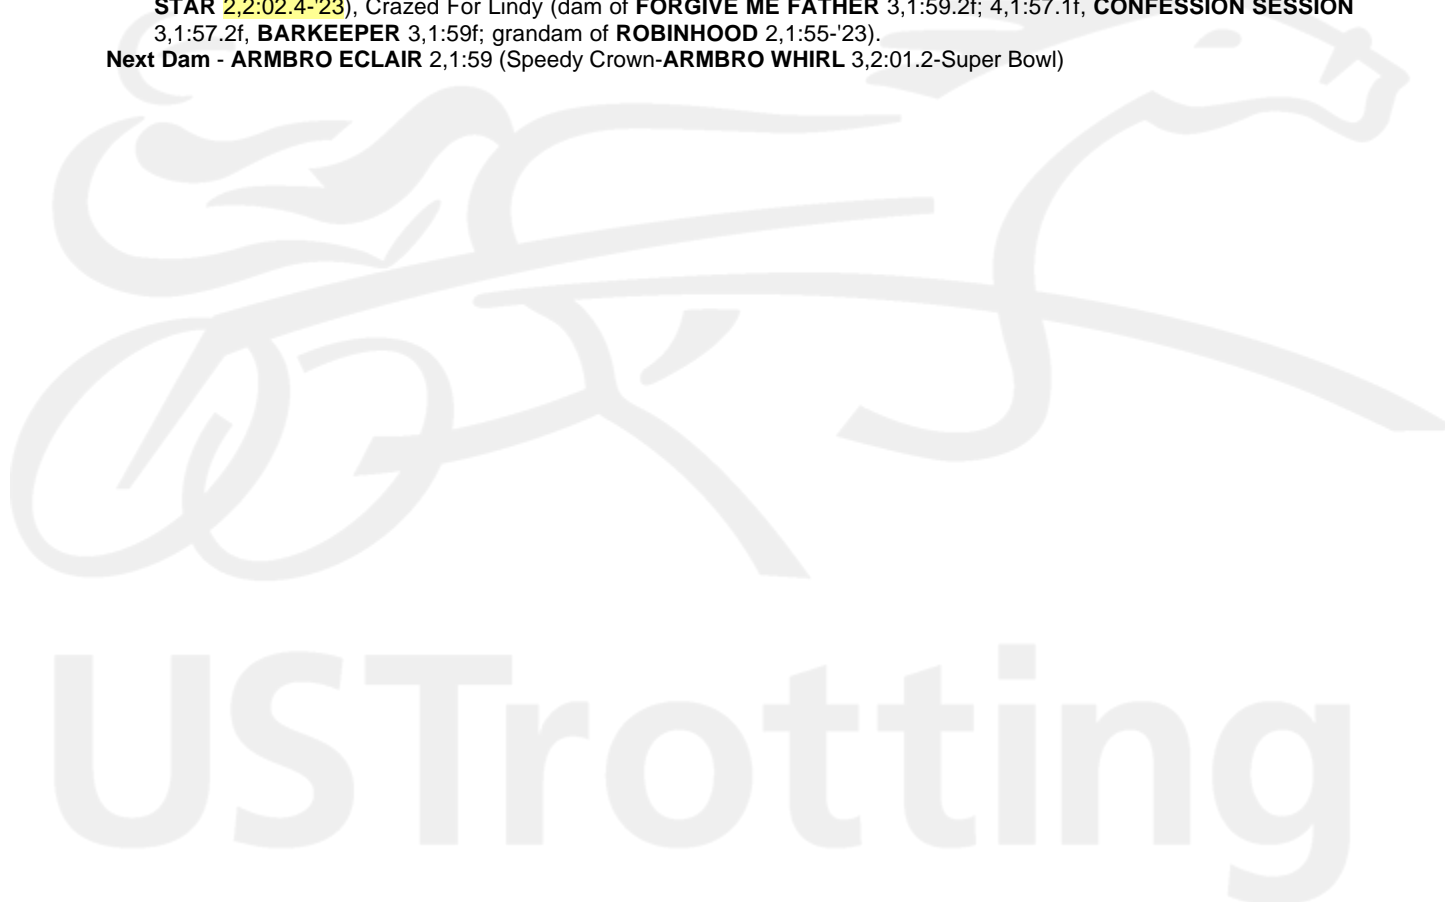 STAR 2,2:02.4-'23), Crazed For Lindy (dam of FORGIVE ME FATHER 3,1:59.2f; 4,1:57.1f, CONFESSION SESSION
3,1:57.2f, BARKEEPER 3,1:59f; grandam of ROBINHOOD 2,1:55-'23).
Next Dam - ARMBRO ECLAIR 2,1:59 (Speedy Crown-ARMBRO WHIRL 3,2:01.2-Super Bowl)
USTrotting